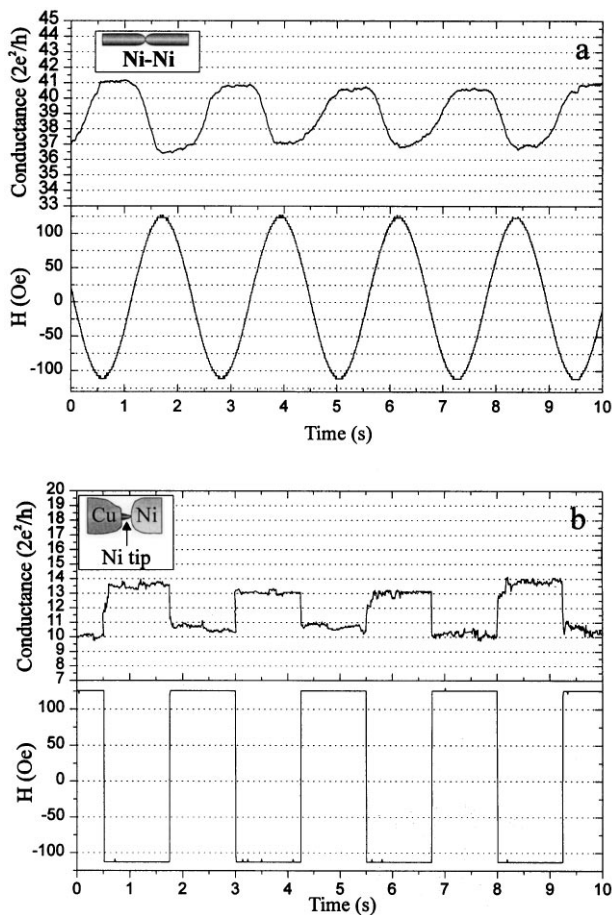 Conductance (2e²/h)
45
44
43
42
41
40
39
38
37
36
35
34
33
Ni-Ni
a
H (Oe)
100
50
0
-50
-100
0 1 2 3 4 5 6 7 8 9 10
Time (s)
Conductance (2e²/h)
20
19
18
17
16
15
14
13
12
11
10
9
8
7
Cu Ni
Ni tip
b
H (Oe)
100
50
0
-50
-100
0 1 2 3 4 5 6 7 8 9 10
Time (s)